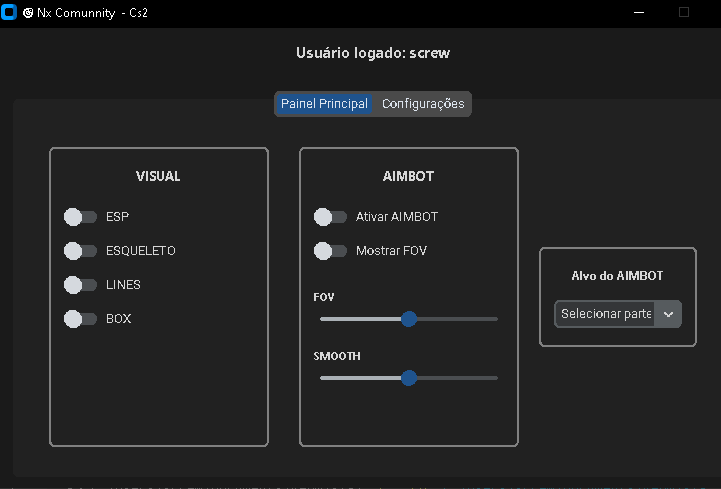 Nx Comunnity - Cs2
Usuário logado: screw
Painel Principal Configurações
VISUAL
ESP
ESQUELETO
LINES
BOX
AIMBOT
Ativar AIMBOT
Mostrar FOV
FOV
SMOOTH
Alvo do AIMBOT
Selecionar parte